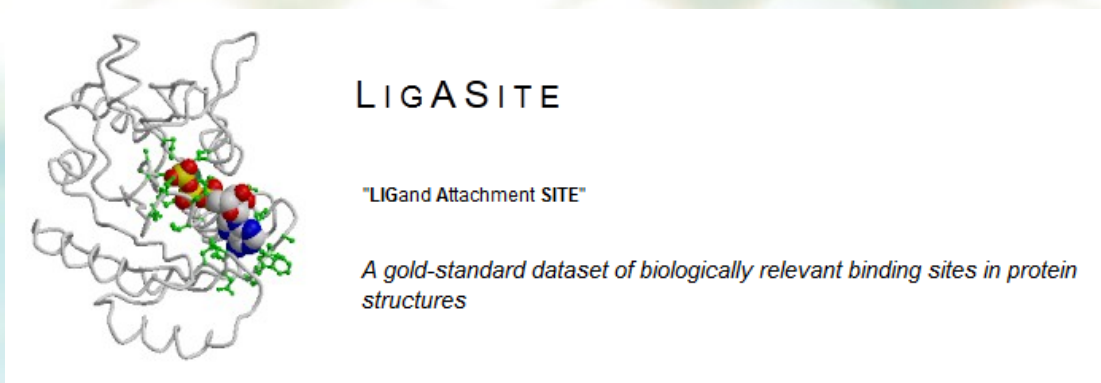 LIGASITE
"LIGand Attachment SITE"
A gold-standard dataset of biologically relevant binding sites in protein
structures